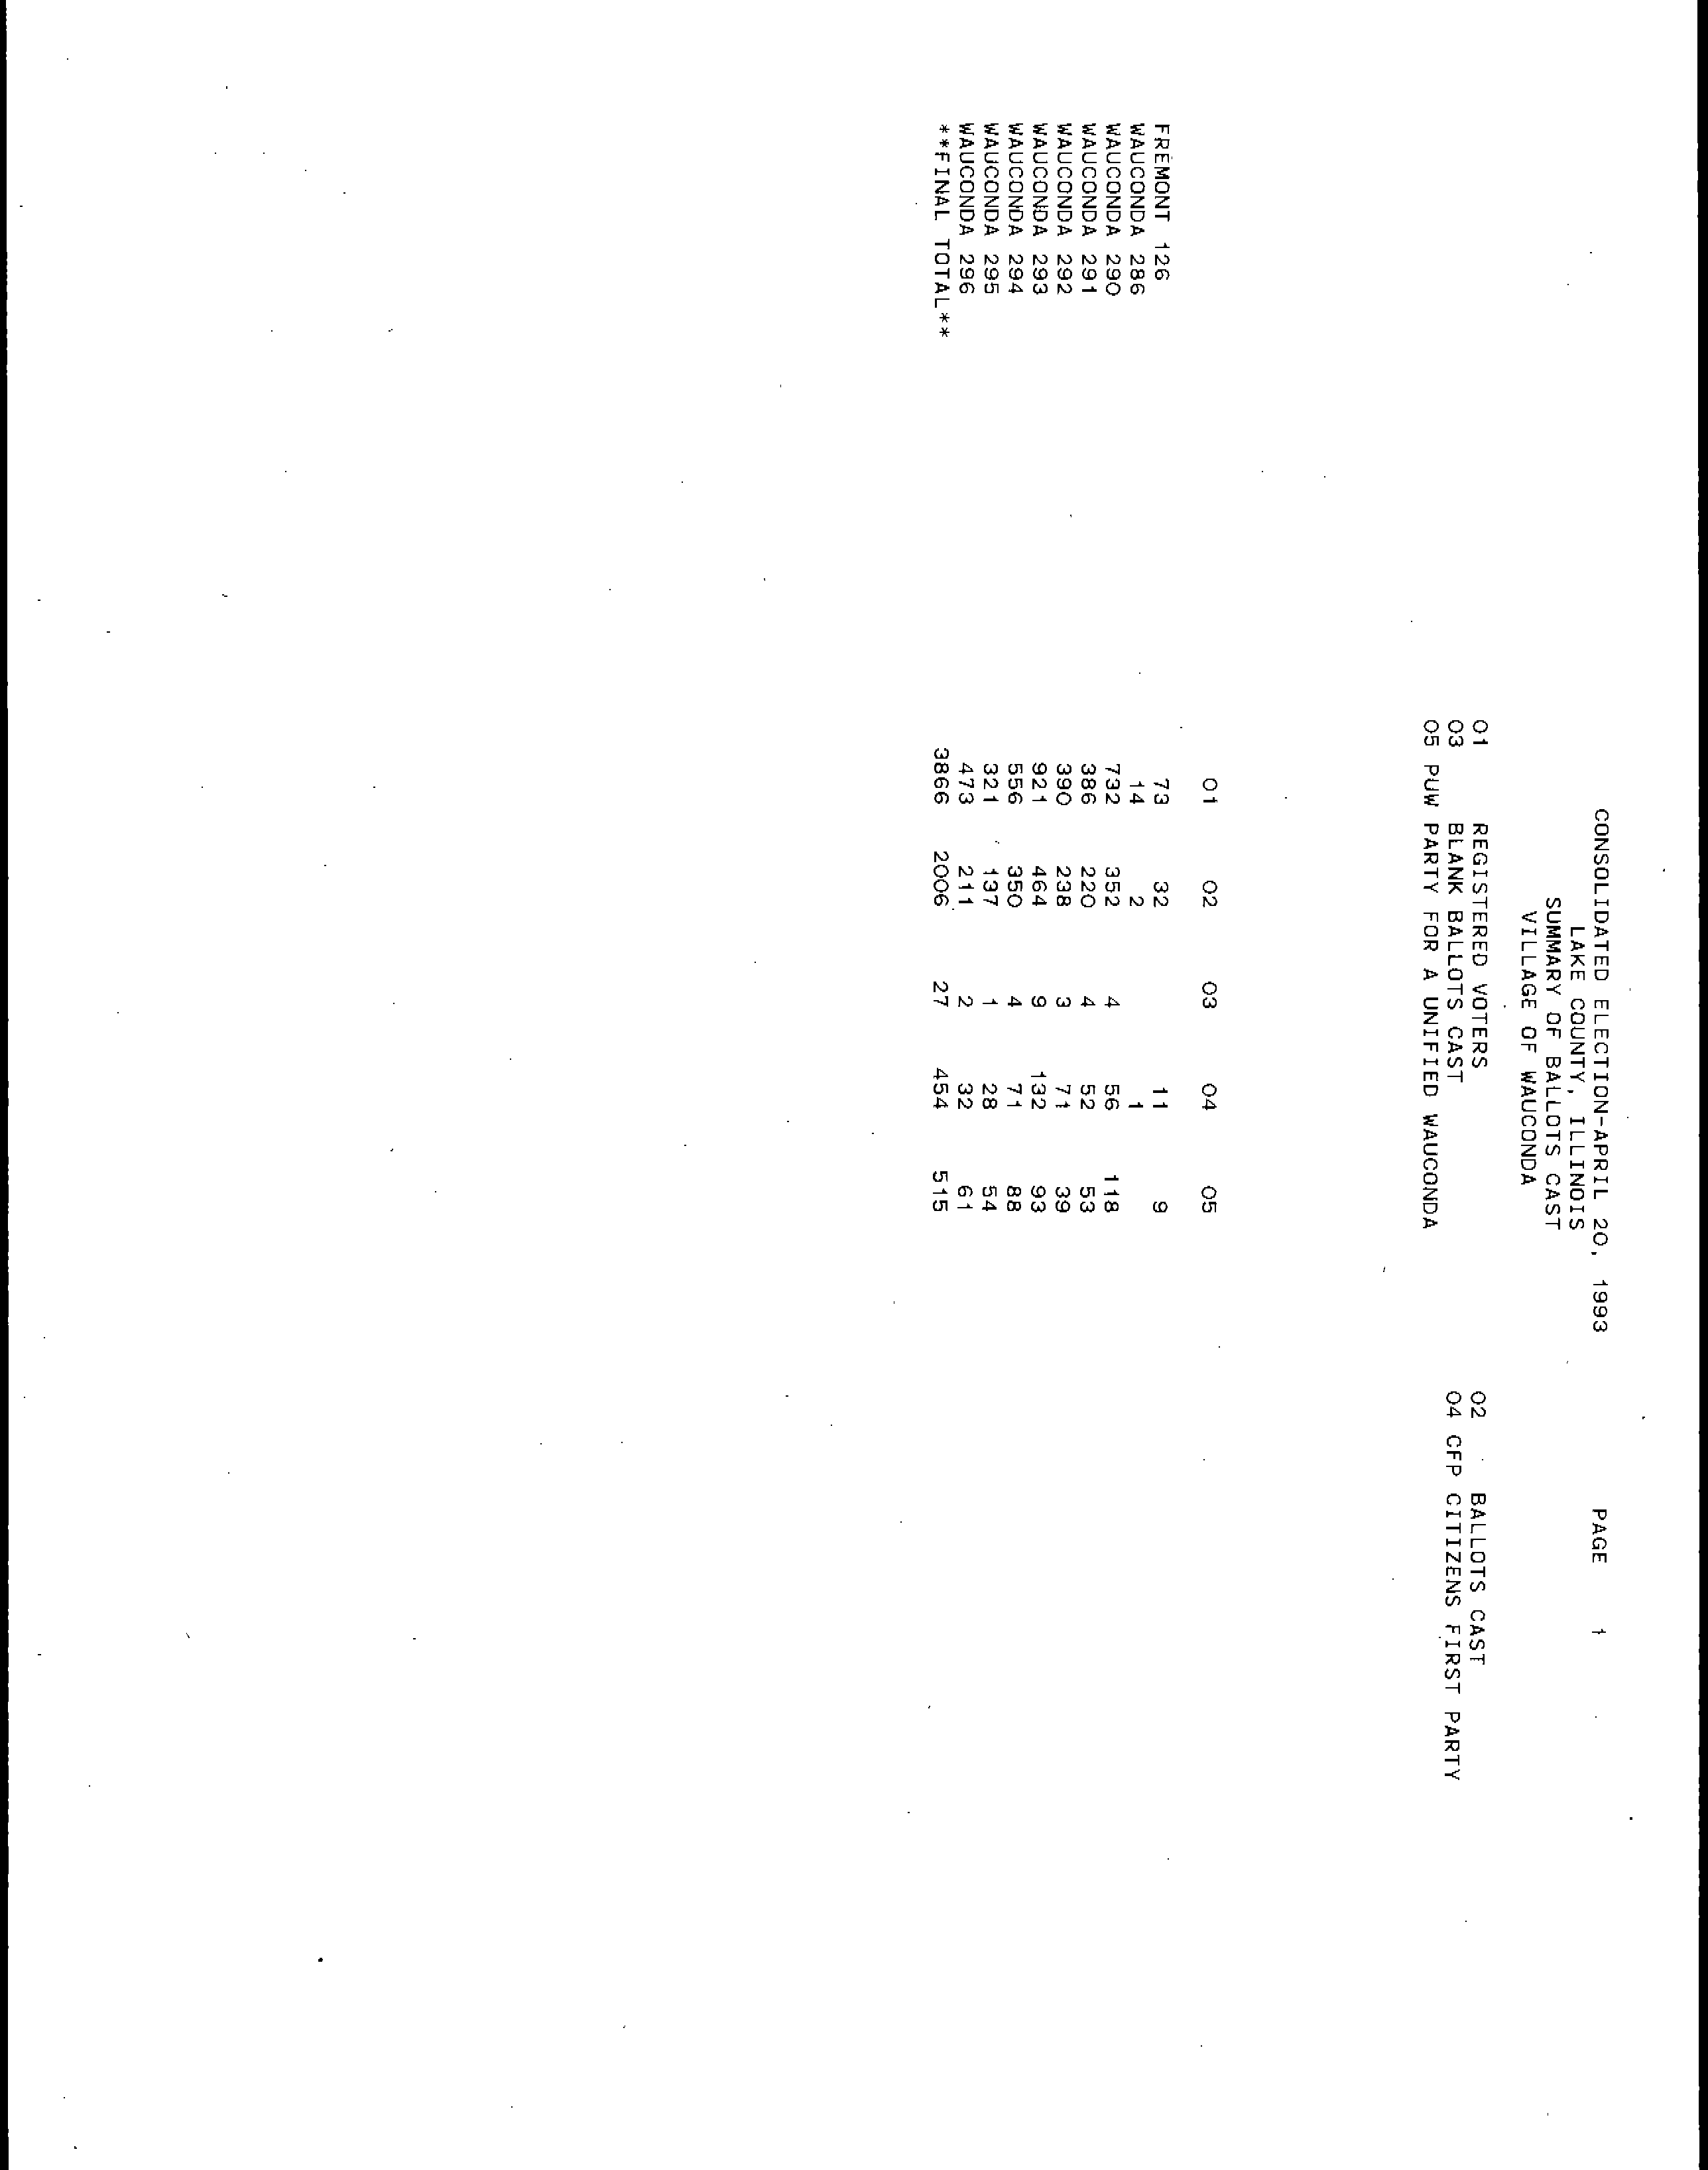 CONSOLIDATED ELECTION-APRIL 20, 1993 PAGE 1
LAKE COUNTY, ILLINOIS
SUMMARY OF BALLOTS CAST
VILLAGE OF WAUCONDA
01 REGISTERED VOTERS 02 BALLOTS CAST
03 BLANK BALLOTS CAST 04 CFP CITIZENS FIRST PARTY
05 PUW PARTY FOR A UNIFIED WAUCONDA
01 02 03 04 05
FREMONT 126 73 32 11 9
WAUCONDA 286 14 2 1
WAUCONDA 290 732 352 4 56 118
WAUCONDA 291 386 220 4 52 53
WAUCONDA 292 390 238 3 71 39
WAUCONDA 293 921 464 9 132 93
WAUCONDA 294 556 350 4 71 88
WAUCONDA 295 321 137 1 28 54
WAUCONDA 296 473 211 2 32 61
**FINAL TOTAL** 3866 2006 27 454 515